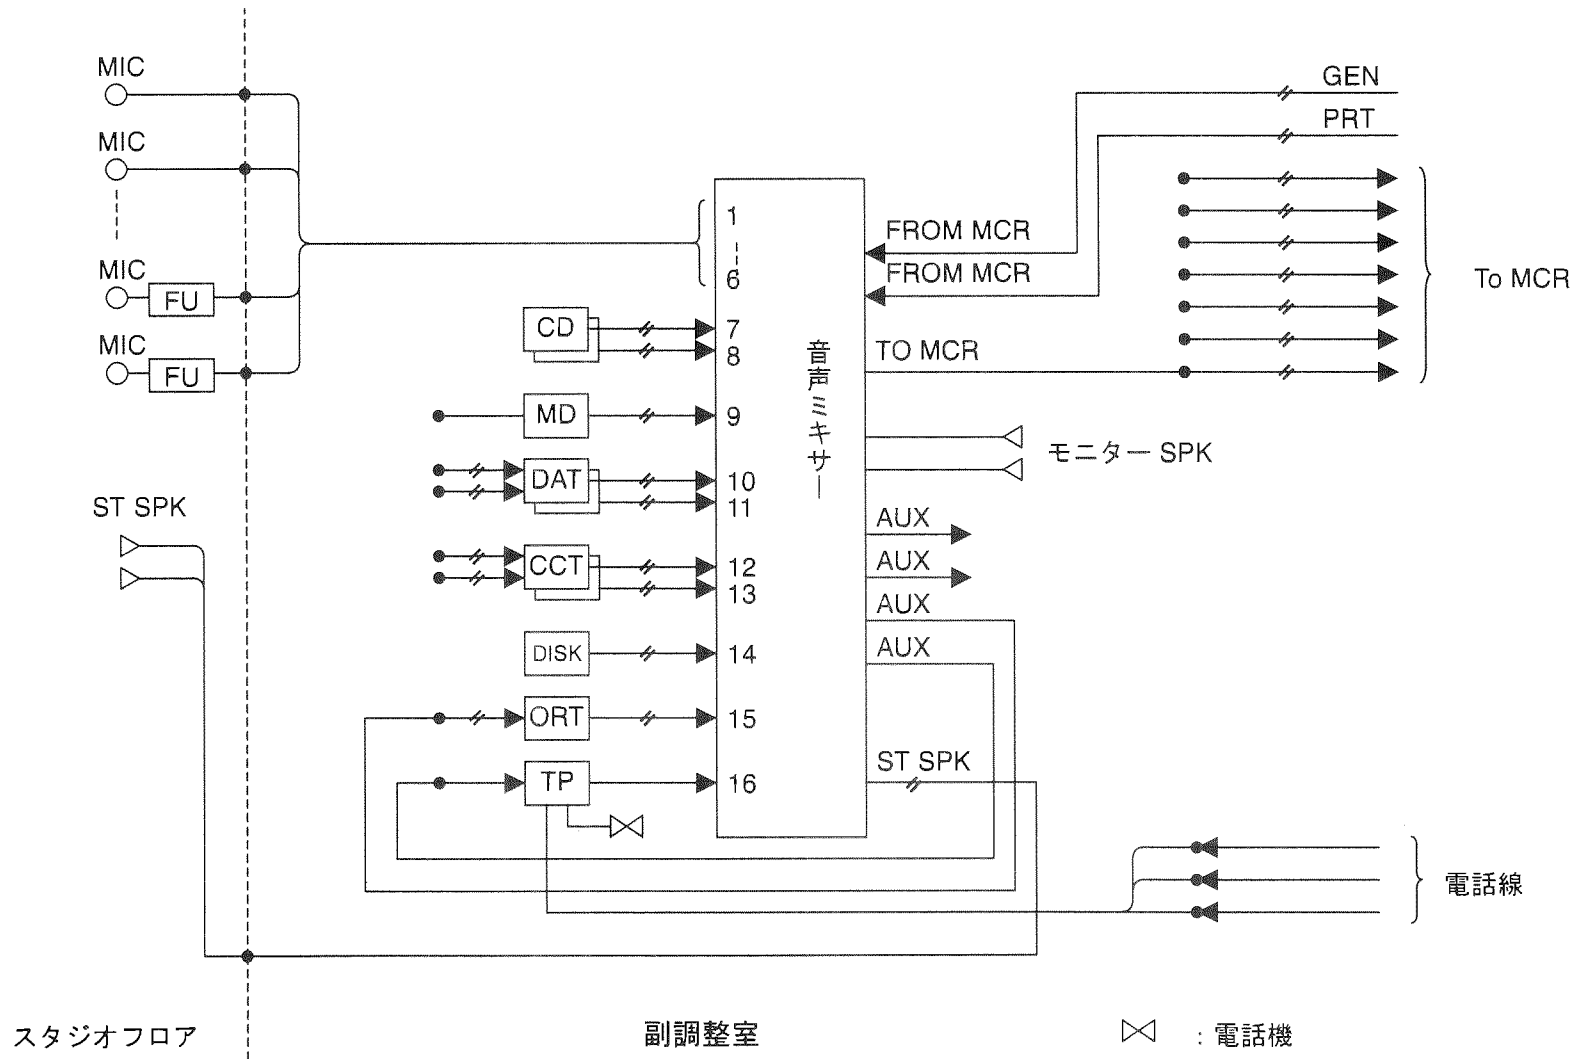 MIC
MIC
MIC
FU
MIC
FU
ST SPK
CD
MD
DAT
CCT
DISK
ORT
TP
1
6
7
8
9
10
11
12
13
14
15
16
音声ミキサー
GEN
PRT
FROM MCR
FROM MCR
TO MCR
To MCR
モニター SPK
AUX
AUX
AUX
AUX
ST SPK
電話線
スタジオフロア
副調整室
: 電話機